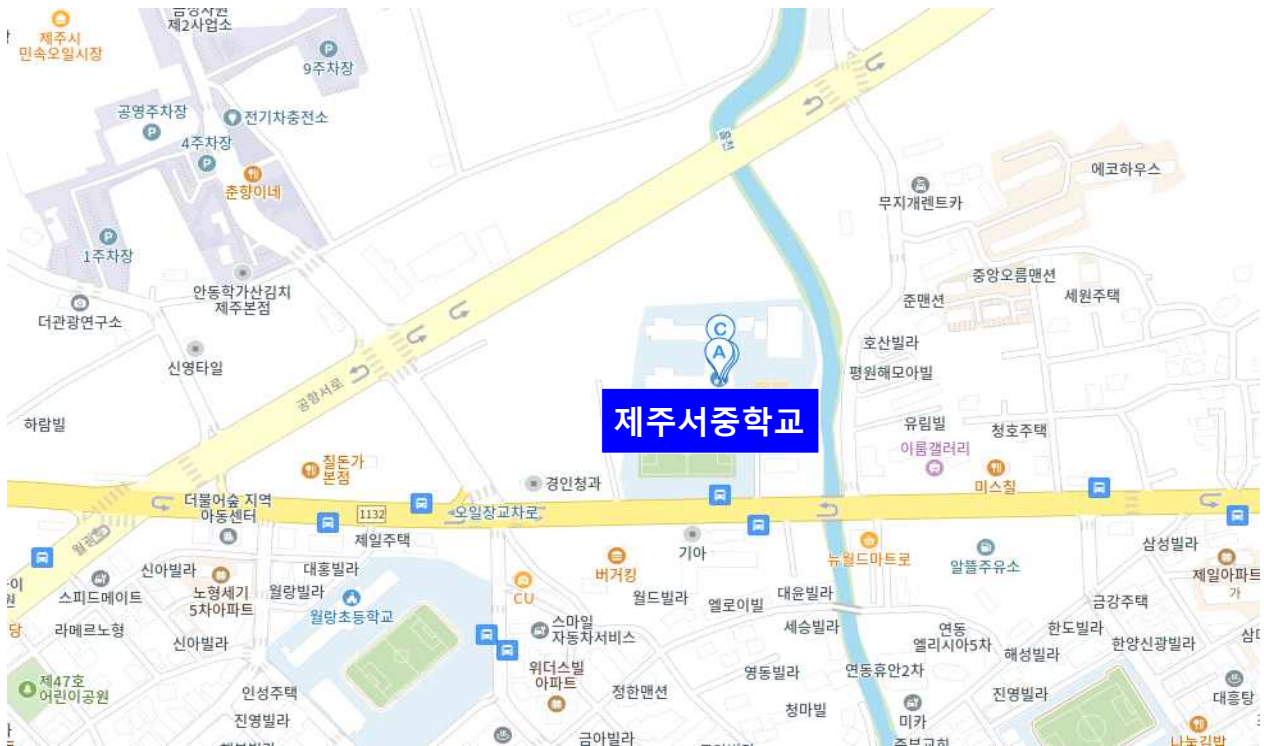 제2사업소
제주시
민속오일시장
P
9주차장
공영주차장
P
전기차충전소
4주차장
P
춘향이네
흘천
에코하우스
무지개렌트카
P
1주차장
안동학가산김치
제주본점
더관광연구소
중앙오름맨션
준맨션
세원주택
C
A
호산빌라
평원해모아빌
신영타일
공항서로
제주서중학교
하람빌
유림빌
청호주택
이룸갤러리
미스칠
칠돈가
본점
경인청과
더불어숲 지역
아동센터
1132
오일장교차로
제일주택
기아
뉴월드마트로
알뜰주유소
삼성빌라
제일아파트
가
신아빌라
대홍빌라
버거킹
스피드메이트
노형세기
5차아파트
월랑빌라
월랑초등학교
CU
월드빌라
엘로이빌
대윤빌라
금강주택
라메르노형
신아빌라
스마일
자동차서비스
세승빌라
연동
엘리시아5차
한도빌라
해성빌라
한양신광빌라
위더스빌
아파트
영동빌라
연동휴안2차
제47호
어린이공원
인성주택
정한맨션
진영빌라
대흥탕
진영빌라
청마빌
미카
금아빌라
나눔김밥